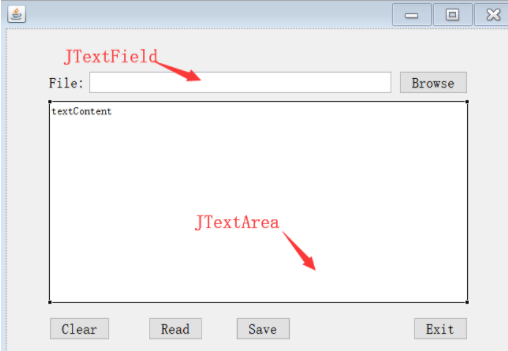 JTextField
File: Browse
textContent
JTextArea
Clear Read Save Exit